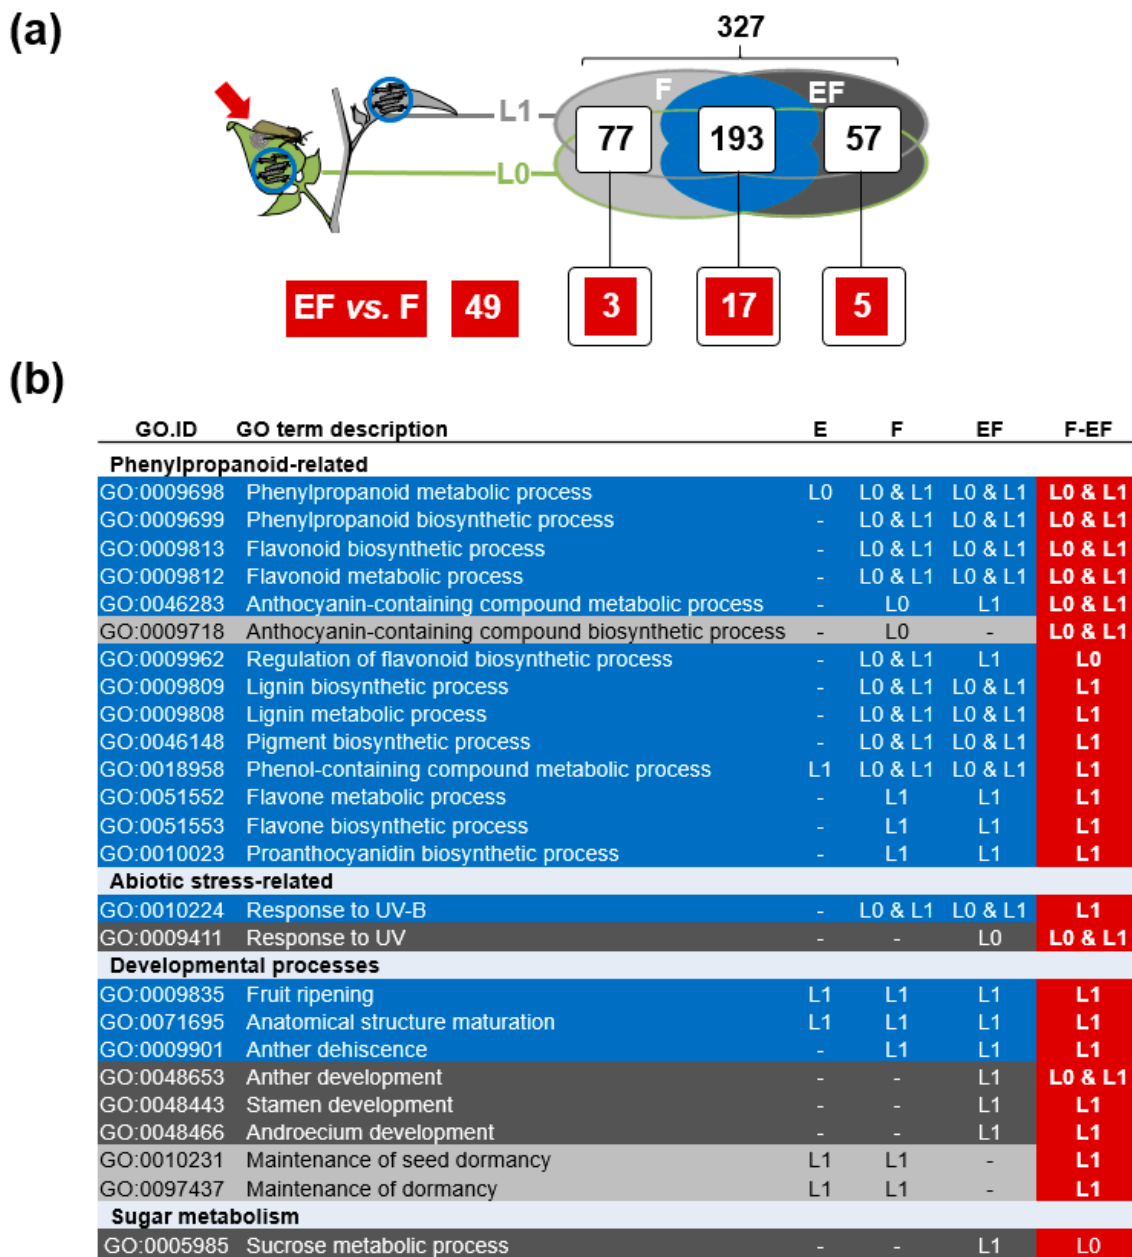 (a)
327
F EF
L1 77 193 57
L0
EF vs. F 49 3 17 5
(b)
GO.ID GO term description E F EF F-EF
Phenylpropanoid-related
GO:0009698 Phenylpropanoid metabolic process L0 L0 & L1 L0 & L1 L0 & L1
GO:0009699 Phenylpropanoid biosynthetic process - L0 & L1 L0 & L1 L0 & L1
GO:0009813 Flavonoid biosynthetic process - L0 & L1 L0 & L1 L0 & L1
GO:0009812 Flavonoid metabolic process - L0 & L1 L0 & L1 L0 & L1
GO:0046283 Anthocyanin-containing compound metabolic process - L0 L1 L0 & L1
GO:0009718 Anthocyanin-containing compound biosynthetic process - L0 - L0 & L1
GO:0009962 Regulation of flavonoid biosynthetic process - L0 & L1 L1 L0
GO:0009809 Lignin biosynthetic process - L0 & L1 L0 & L1 L1
GO:0009808 Lignin metabolic process - L0 & L1 L0 & L1 L1
GO:0046148 Pigment biosynthetic process - L0 & L1 L0 & L1 L1
GO:0018958 Phenol-containing compound metabolic process L1 L0 & L1 L0 & L1 L1
GO:0051552 Flavone metabolic process - L1 L1 L1
GO:0051553 Flavone biosynthetic process - L1 L1 L1
GO:0010023 Proanthocyanidin biosynthetic process - L1 L1 L1
Abiotic stress-related
GO:0010224 Response to UV-B - L0 & L1 L0 & L1 L1
GO:0009411 Response to UV - - L0 L0 & L1
Developmental processes
GO:0009835 Fruit ripening L1 L1 L1 L1
GO:0071695 Anatomical structure maturation L1 L1 L1 L1
GO:0009901 Anther dehiscence - L1 L1 L1
GO:0048653 Anther development - - L1 L0 & L1
GO:0048443 Stamen development - - L1 L1
GO:0048466 Androecium development - - L1 L1
GO:0010231 Maintenance of seed dormancy L1 L1 - L1
GO:0097437 Maintenance of dormancy L1 L1 - L1
Sugar metabolism
GO:0005985 Sucrose metabolic process - - L1 L0